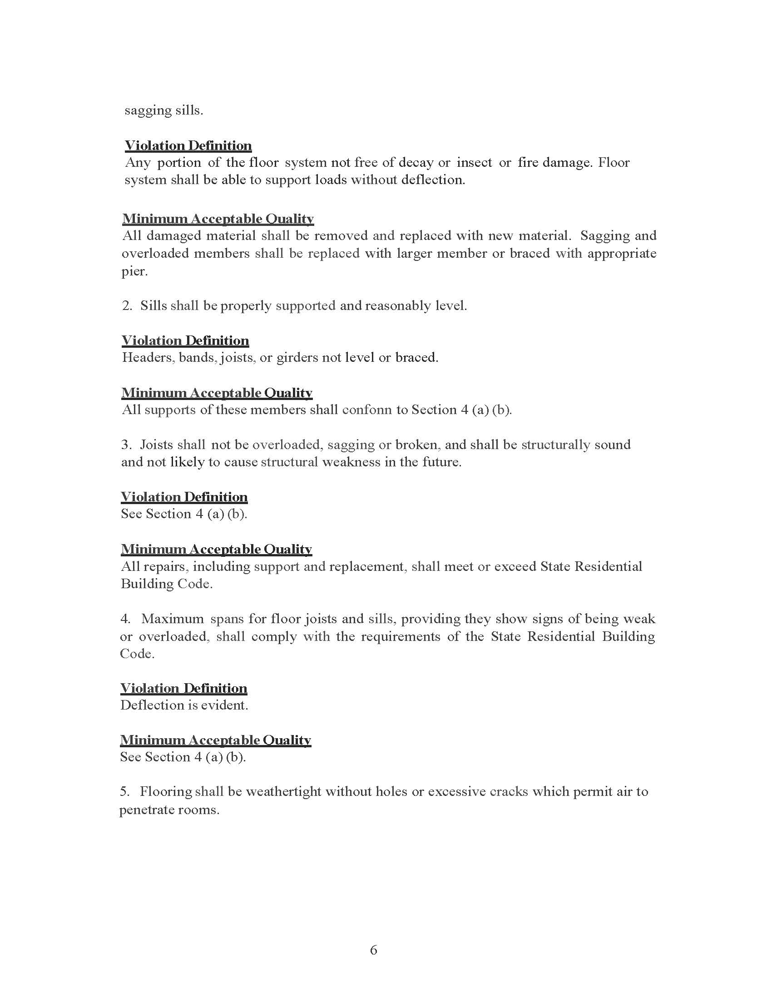 sagging sills.
Violation Definition
Any portion of the floor system not free of decay or insect or fire damage. Floor
system shall be able to support loads without deflection.
Minimum Acceptable Quality
All damaged material shall be removed and replaced with new material. Sagging and
overloaded members shall be replaced with larger member or braced with appropriate
pier.
2. Sills shall be properly supported and reasonably level.
Violation Definition
Headers, bands, joists, or girders not level or braced.
Minimum Acceptable Quality
All supports of these members shall confonn to Section 4 (a) (b).
3. Joists shall not be overloaded, sagging or broken, and shall be structurally sound
and not likely to cause structural weakness in the future.
Violation Definition
See Section 4 (a) (b).
Minimum Acceptable Quality
All repairs, including support and replacement, shall meet or exceed State Residential
Building Code.
4. Maximum spans for floor joists and sills, providing they show signs of being weak
or overloaded, shall comply with the requirements of the State Residential Building
Code.
Violation Definition
Deflection is evident.
Minimum Acceptable Quality
See Section 4 (a) (b).
5. Flooring shall be weathertight without holes or excessive cracks which permit air to
penetrate rooms.
6